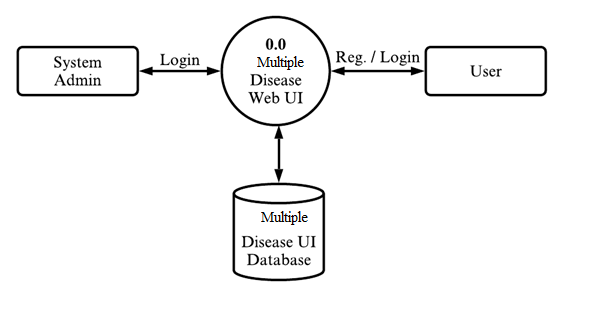 0.0
Multiple
Disease
Web UI
System
Admin
Login
Reg. / Login
User
Multiple
Disease UI
Database